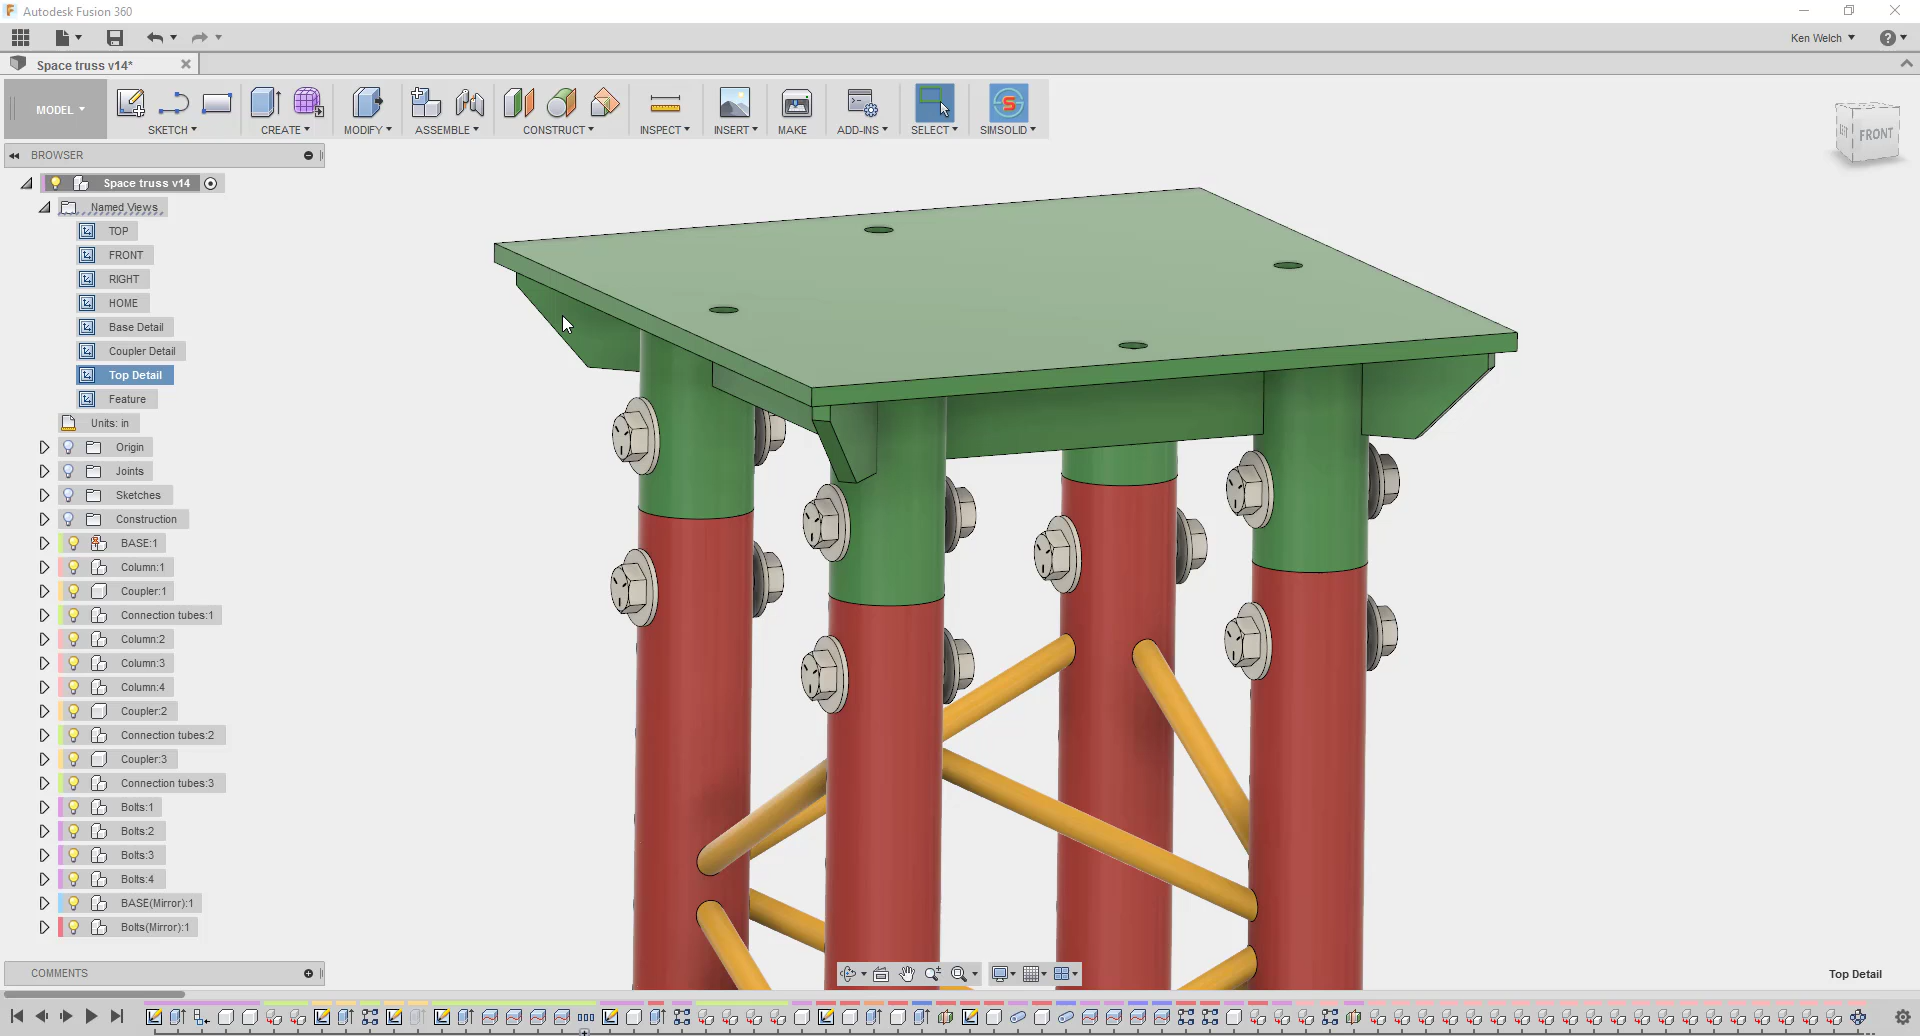 Autodesk Fusion 360
Ken Welch
Space truss v14*
MODEL
SKETCH
CREATE
MODIFY
ASSEMBLE
CONSTRUCT
INSPECT
INSERT
MAKE
ADD-INS
SELECT
SIMSOLID
FRONT
BROWSER
Space truss v14
Named Views
TOP
FRONT
RIGHT
HOME
Base Detail
Coupler Detail
Top Detail
Feature
Units: in
Origin
Joints
Sketches
Construction
BASE:1
Column:1
Coupler:1
Connection tubes:1
Column:2
Column:3
Column:4
Coupler:2
Connection tubes:2
Coupler:3
Connection tubes:3
Bolts:1
Bolts:2
Bolts:3
Bolts:4
BASE(Mirror):1
Bolts(Mirror):1
COMMENTS
Top Detail